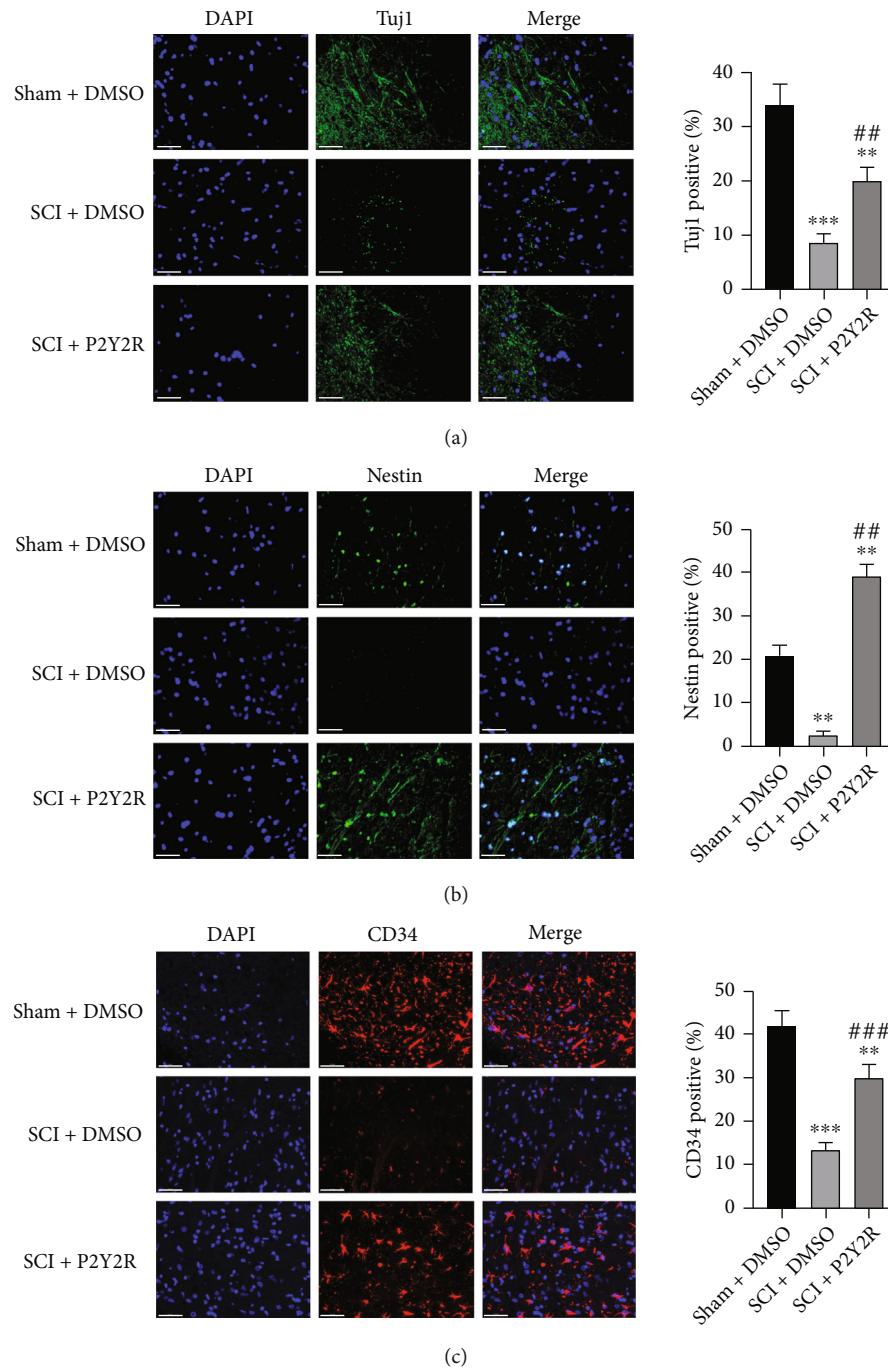 DAPI Tuj1 Merge
Sham + DMSO
SCI + DMSO
SCI + P2Y2R
Tuj1 positive (%)
40
30
20
10
0
***
##
**
Sham + DMSO
SCI + DMSO
SCI + P2Y2R
(a)
DAPI Nestin Merge
Sham + DMSO
SCI + DMSO
SCI + P2Y2R
Nestin positive (%)
50
40
30
20
10
0
**
##
**
Sham + DMSO
SCI + DMSO
SCI + P2Y2R
(b)
DAPI CD34 Merge
Sham + DMSO
SCI + DMSO
SCI + P2Y2R
CD34 positive (%)
50
40
30
20
10
0
***
###
**
Sham + DMSO
SCI + DMSO
SCI + P2Y2R
(c)